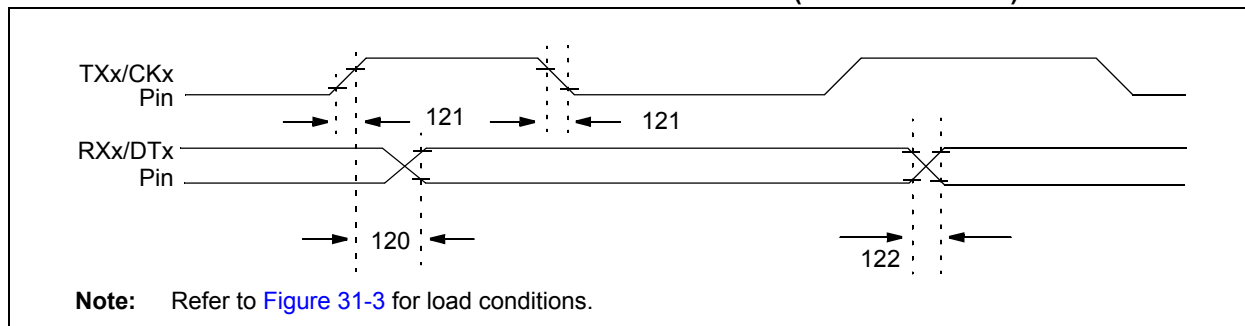 TXx/CKx
Pin
121
121
RXx/DTx
Pin
120
122
Note: Refer to Figure 31-3 for load conditions.